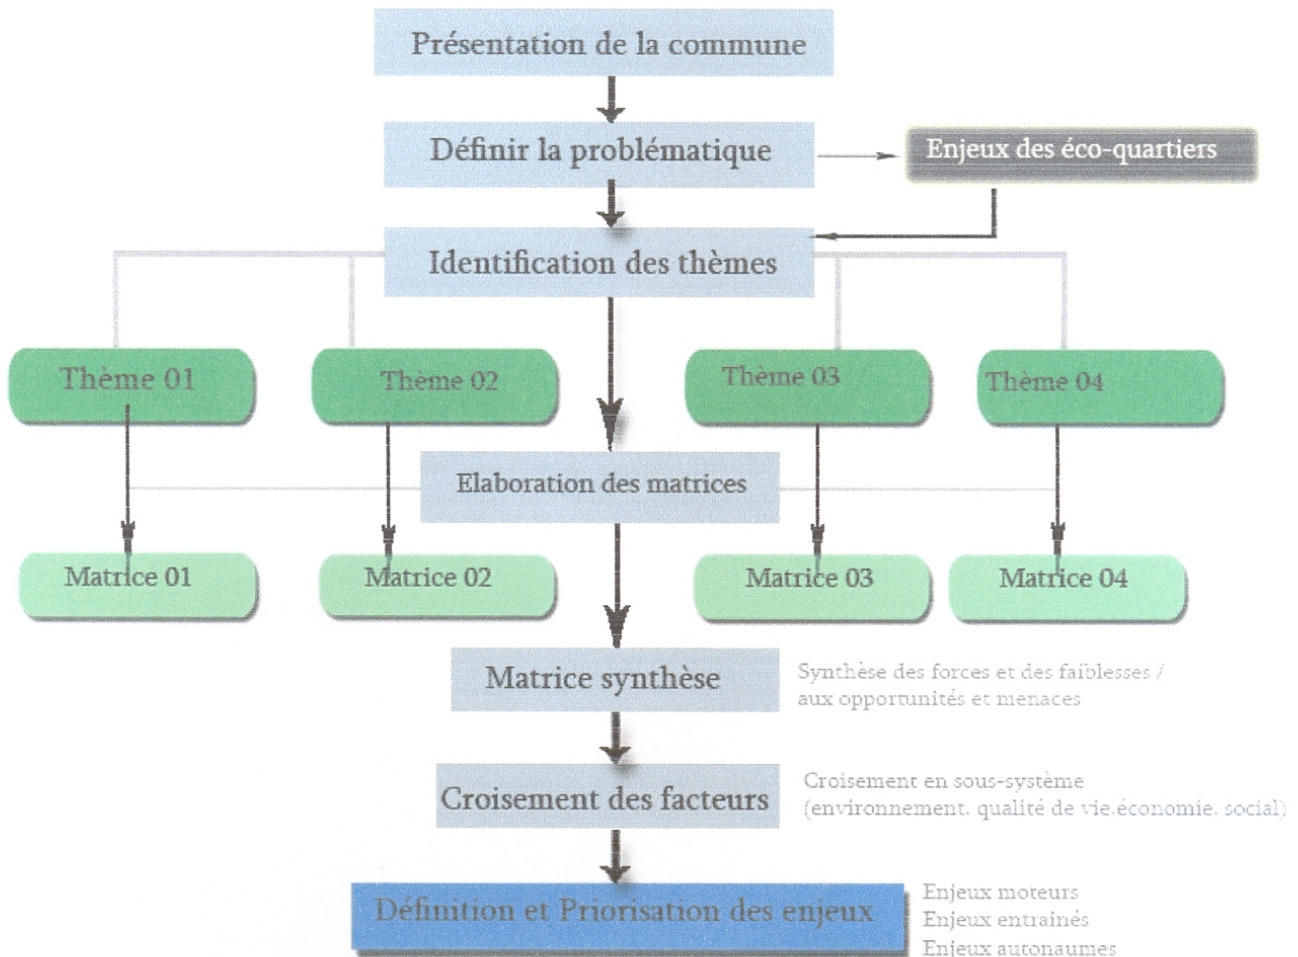 Présentation de la commune
Définir la problématique
Enjeux des éco-quartiers
Identification des thèmes
Thème 01
Thème 02
Thème 03
Thème 04
Elaboration des matrices
Matrice 01
Matrice 02
Matrice 03
Matrice 04
Matrice synthèse
Synthèse des forces et des faiblesses /
aux opportunités et menaces
Croisement des facteurs
Croisement en sous-système
(environnement, qualité de vie,économie, social)
Définition et Priorisation des enjeux
Enjeux moteurs
Enjeux entrainés
Enjeux autonaumes